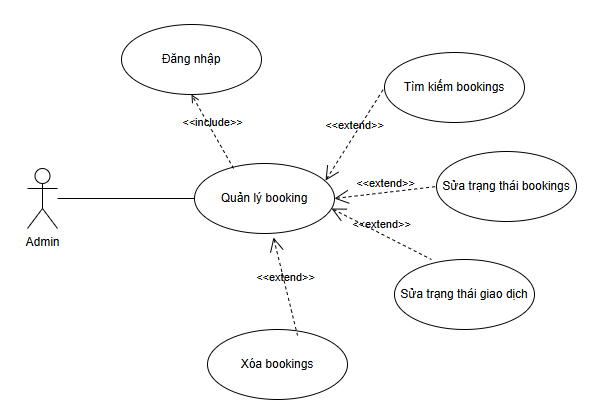 Đăng nhập
Tìm kiếm bookings
<<include>>
<<extend>>
<<extend>>
Sửa trạng thái bookings
Quản lý booking
<<extend>>
Admin
<<extend>>
Sửa trạng thái giao dịch
Xóa bookings